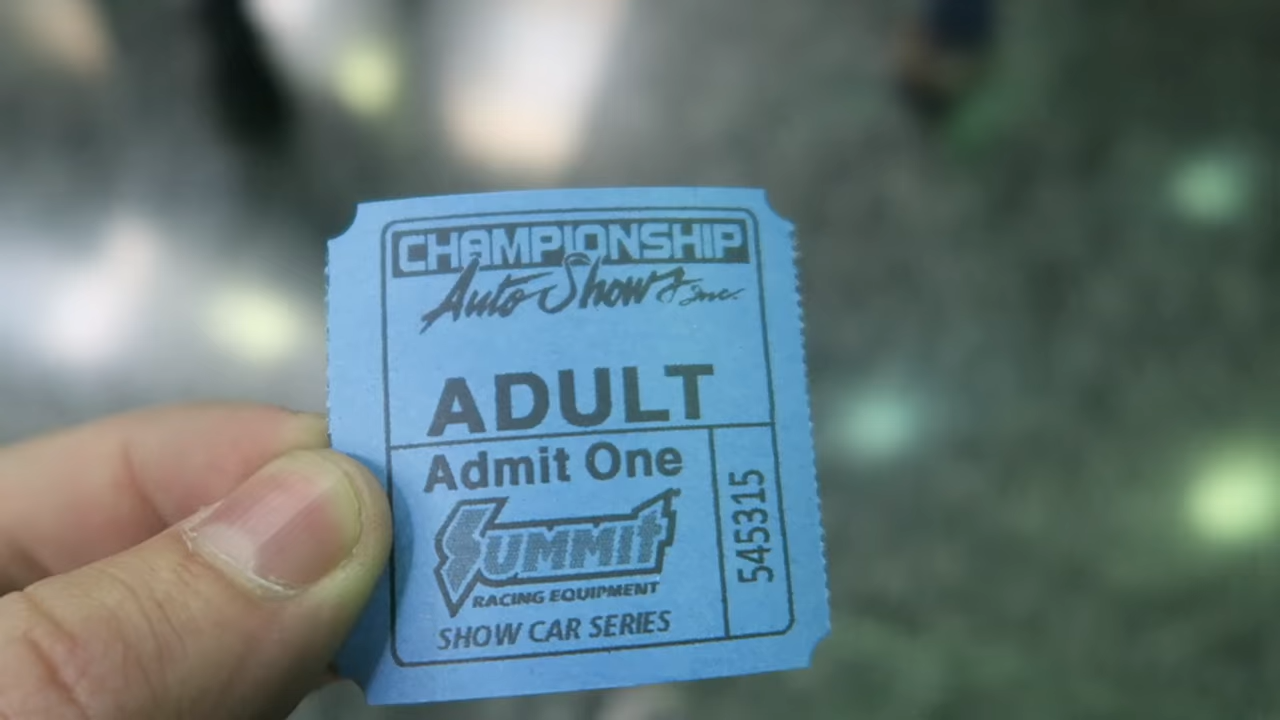 CHAMPIONSHIP
Auto Shows Inc.
ADULT
Admit One
SUMMIT
RACING EQUIPMENT
SHOW CAR SERIES
545315